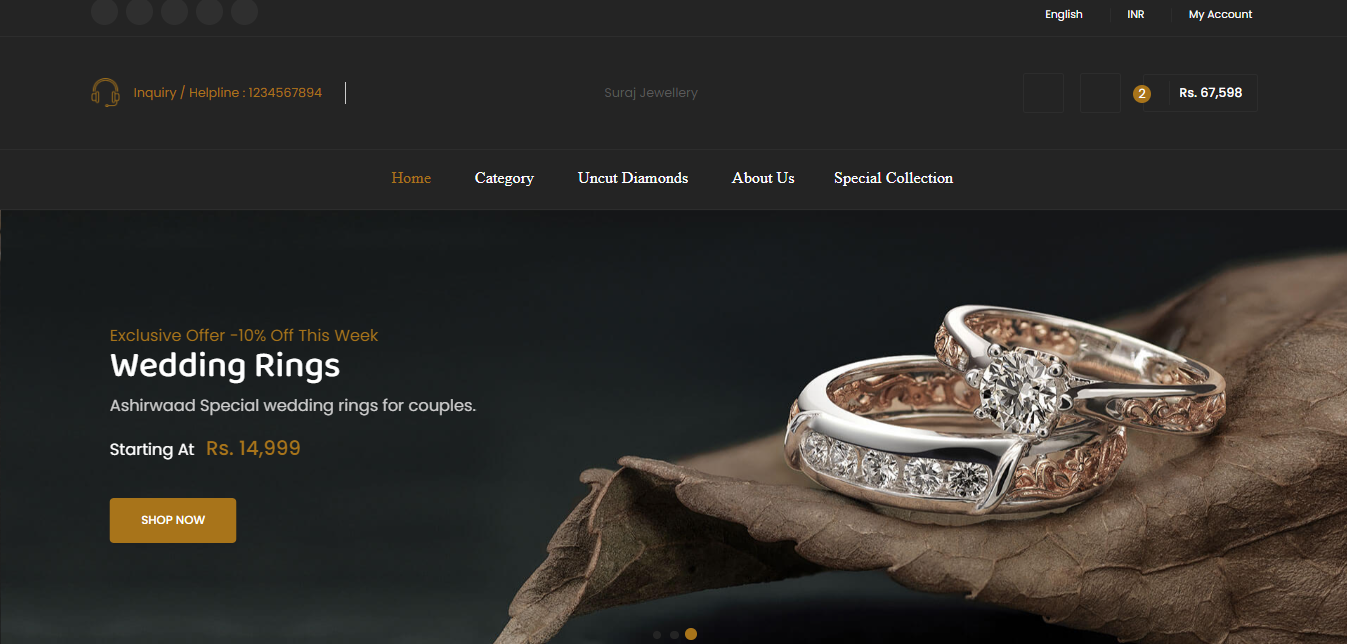 English INR My Account
Inquiry / Helpline : 1234567894
Suraj Jewellery
2 Rs. 67,598
Home Category Uncut Diamonds About Us Special Collection
Exclusive Offer -10% Off This Week
Wedding Rings
Ashirwaad Special wedding rings for couples.
Starting At Rs. 14,999
SHOP NOW